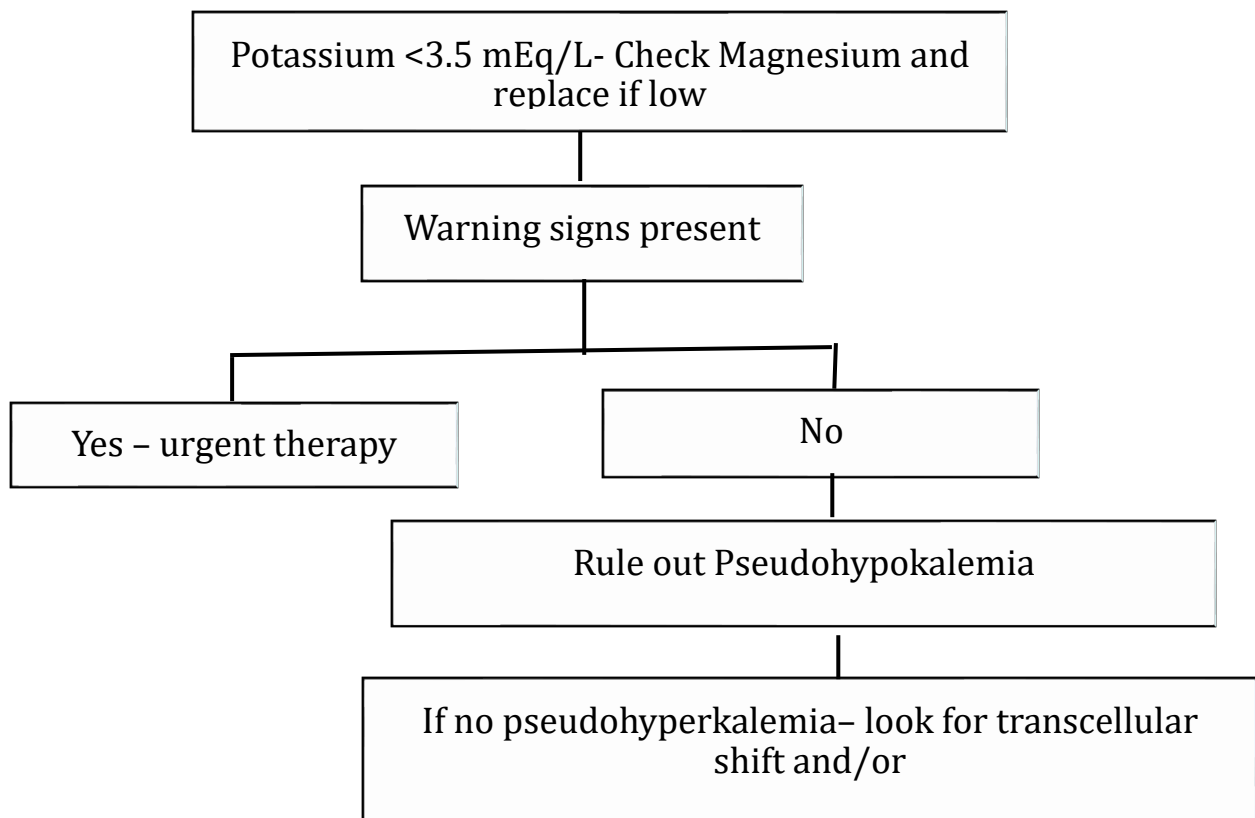 Potassium <3.5 mEq/L- Check Magnesium and
replace if low
Warning signs present
Yes – urgent therapy
No
Rule out Pseudohypokalemia
If no pseudohyperkalemia– look for transcellular
shift and/or